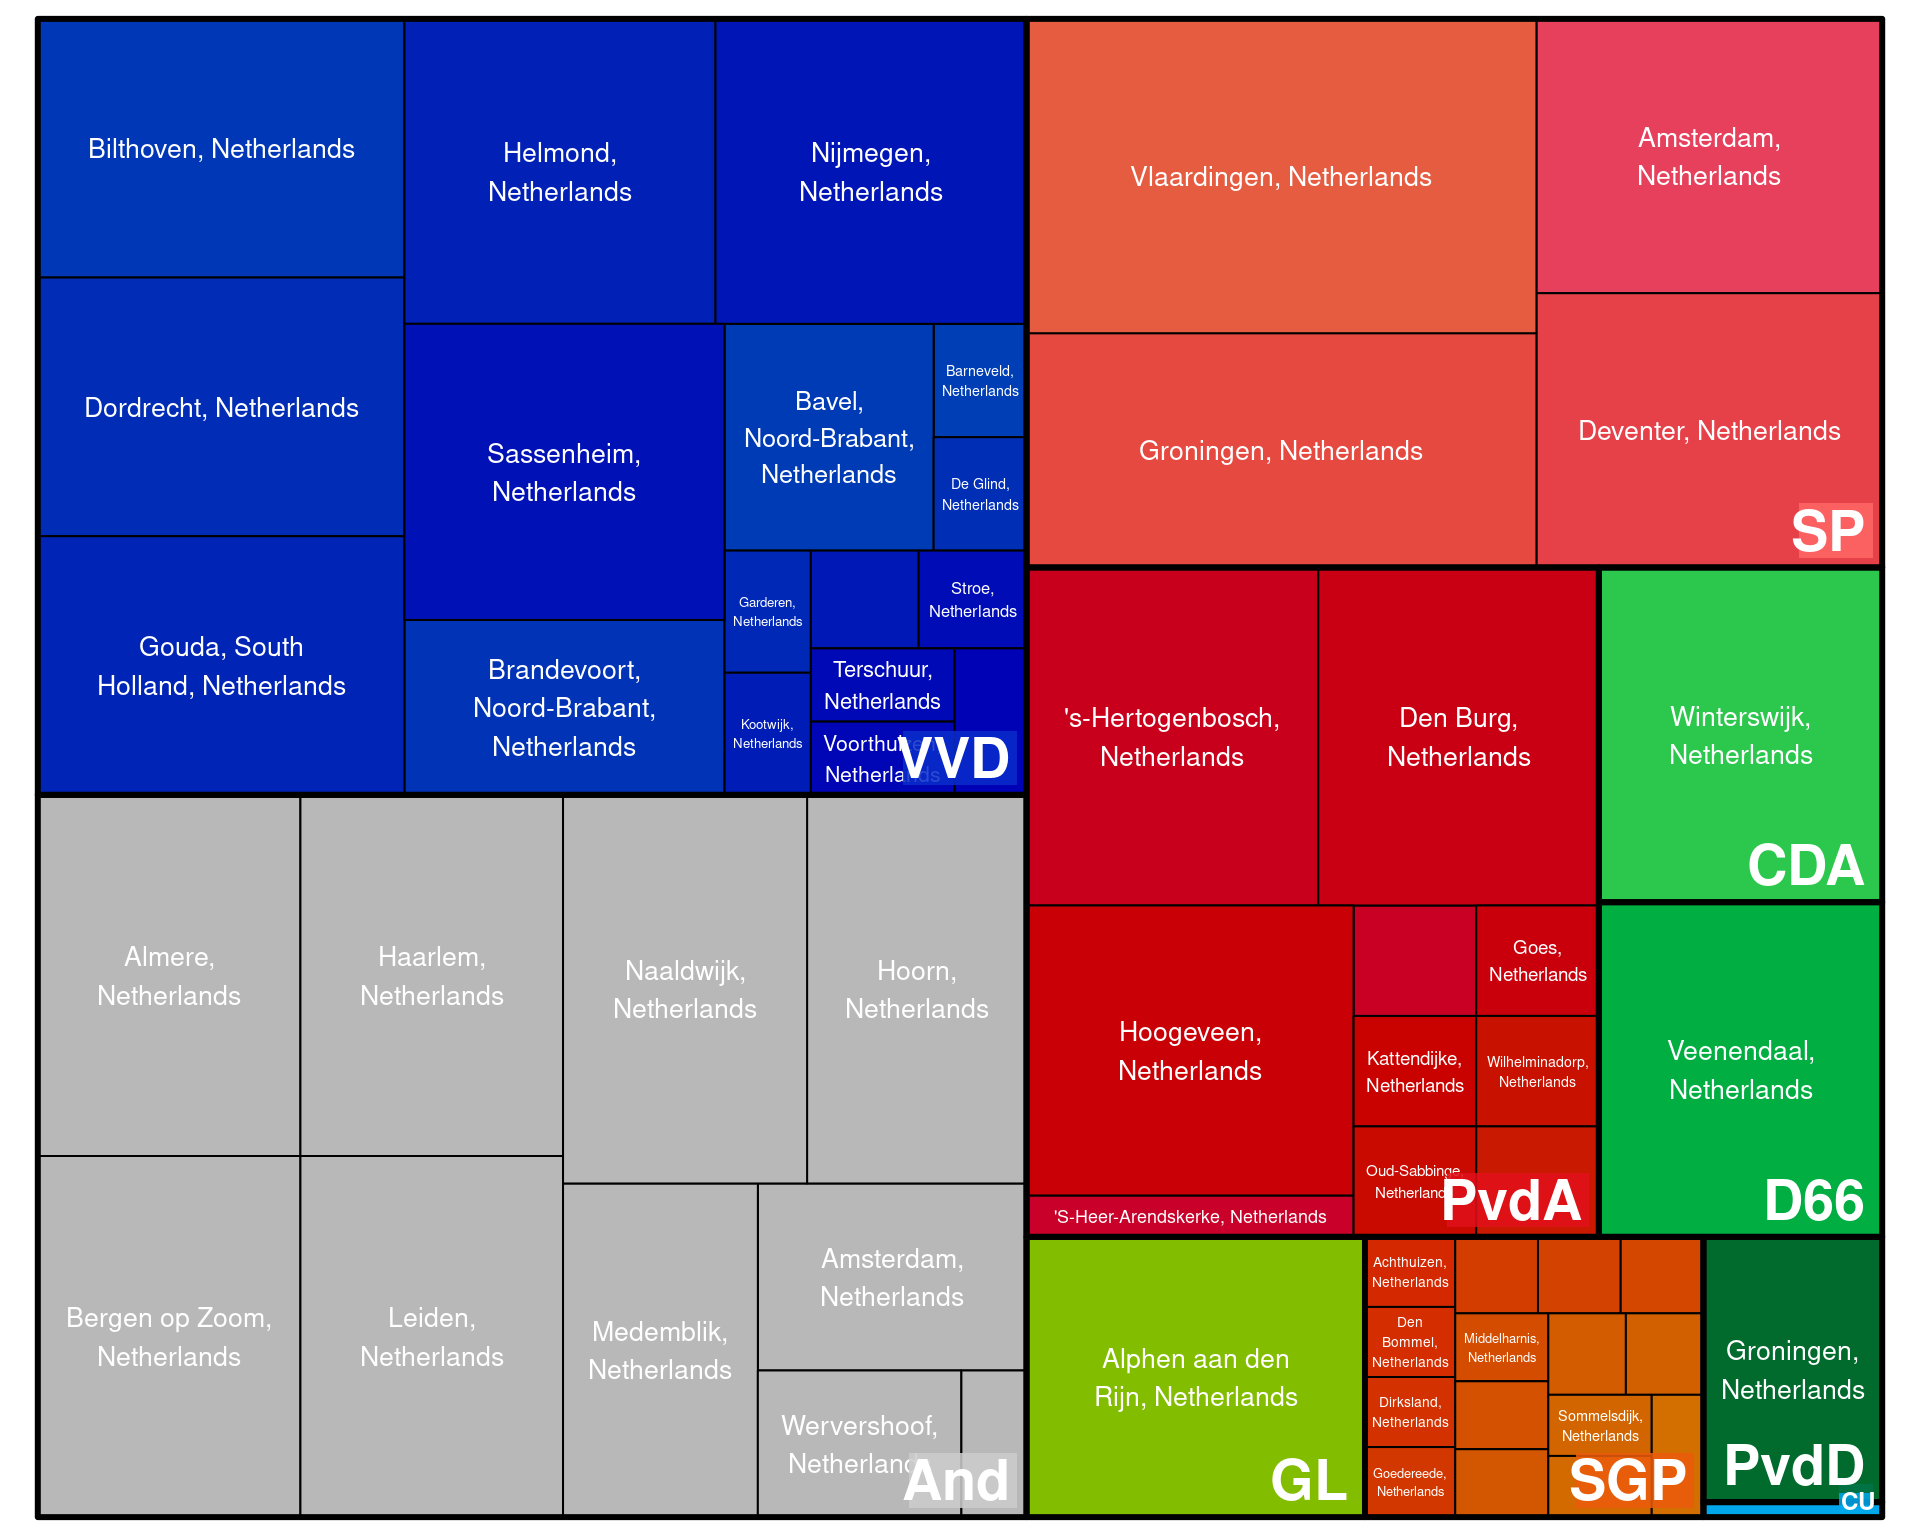 Bilthoven, Netherlands
Dordrecht, Netherlands
Gouda, South
Holland, Netherlands
Helmond,
Netherlands
Nijmegen,
Netherlands
Sassenheim,
Netherlands
Brandevoort,
Noord-Brabant,
Netherlands
Bavel,
Noord-Brabant,
Netherlands
Barneveld,
Netherlands
De Glind,
Netherlands
Garderen,
Netherlands
Kootwijk,
Netherlands
Stroe,
Netherlands
Terschuur,
Netherlands
Netherlands
VVD
Almere,
Netherlands
Haarlem,
Netherlands
Bergen op Zoom,
Netherlands
Leiden,
Netherlands
Naaldwijk,
Netherlands
Hoorn,
Netherlands
Medemblik,
Netherlands
Amsterdam,
Netherlands
Wervershoof,
Netherlands
And
Vlaardingen, Netherlands
Groningen, Netherlands
Amsterdam,
Netherlands
Deventer, Netherlands
SP
's-Hertogenbosch,
Netherlands
Den Burg,
Netherlands
Hoogeveen,
Netherlands
'S-Heer-Arendskerke, Netherlands
Goes,
Netherlands
Kattendijke,
Netherlands
Wilhelminadorp,
Netherlands
Oud-Sabbinge,
Netherlands
PvdA
Winterswijk,
Netherlands
CDA
Veenendaal,
Netherlands
D66
Alphen aan den
Rijn, Netherlands
GL
Achthuizen,
Netherlands
Den
Bommel,
Netherlands
Dirksland,
Netherlands
Goedereede,
Netherlands
Middelharnis,
Netherlands
Sommelsdijk,
Netherlands
SGP
Groningen,
Netherlands
PvdD
CU